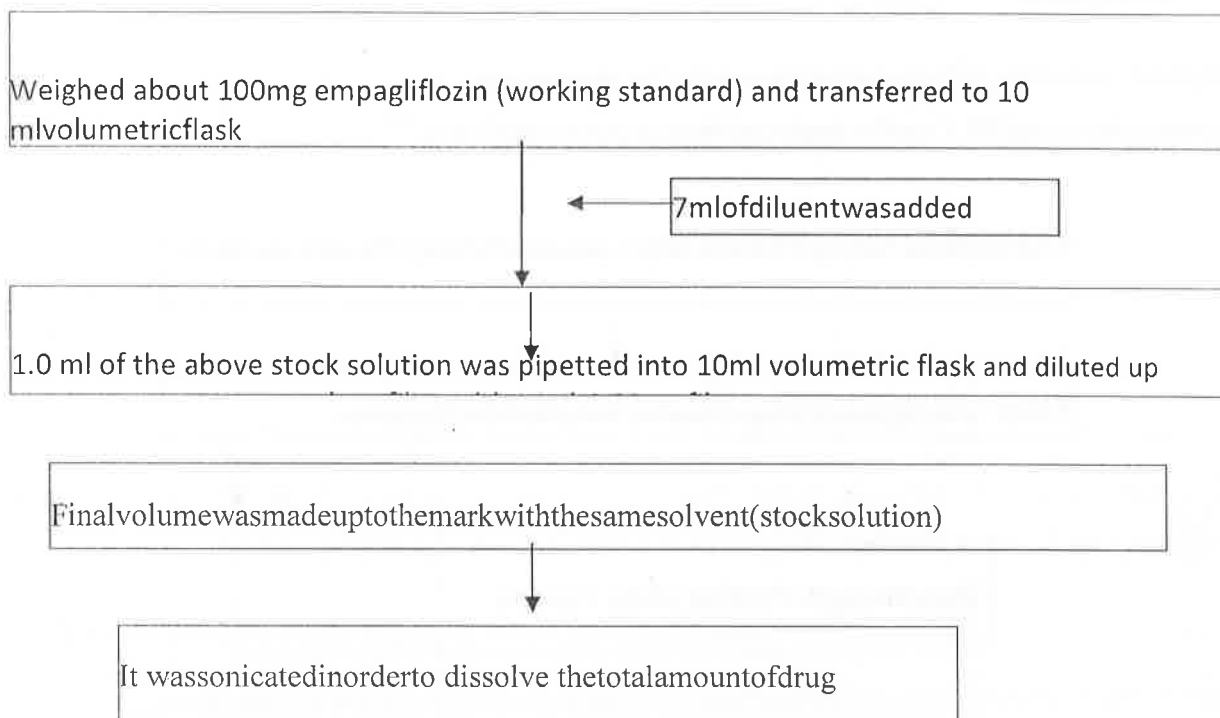 Weighed about 100mg empagliflozin (working standard) and transferred to 10
mlvolumetricflask
7mlofdiluentwasadded
1.0 ml of the above stock solution was pipetted into 10ml volumetric flask and diluted up
Finalvolumewasmadeuptothemarkwiththesamesolvent(stocksolution)
It wassonicatedinorderto dissolve thetotalamountofdrug